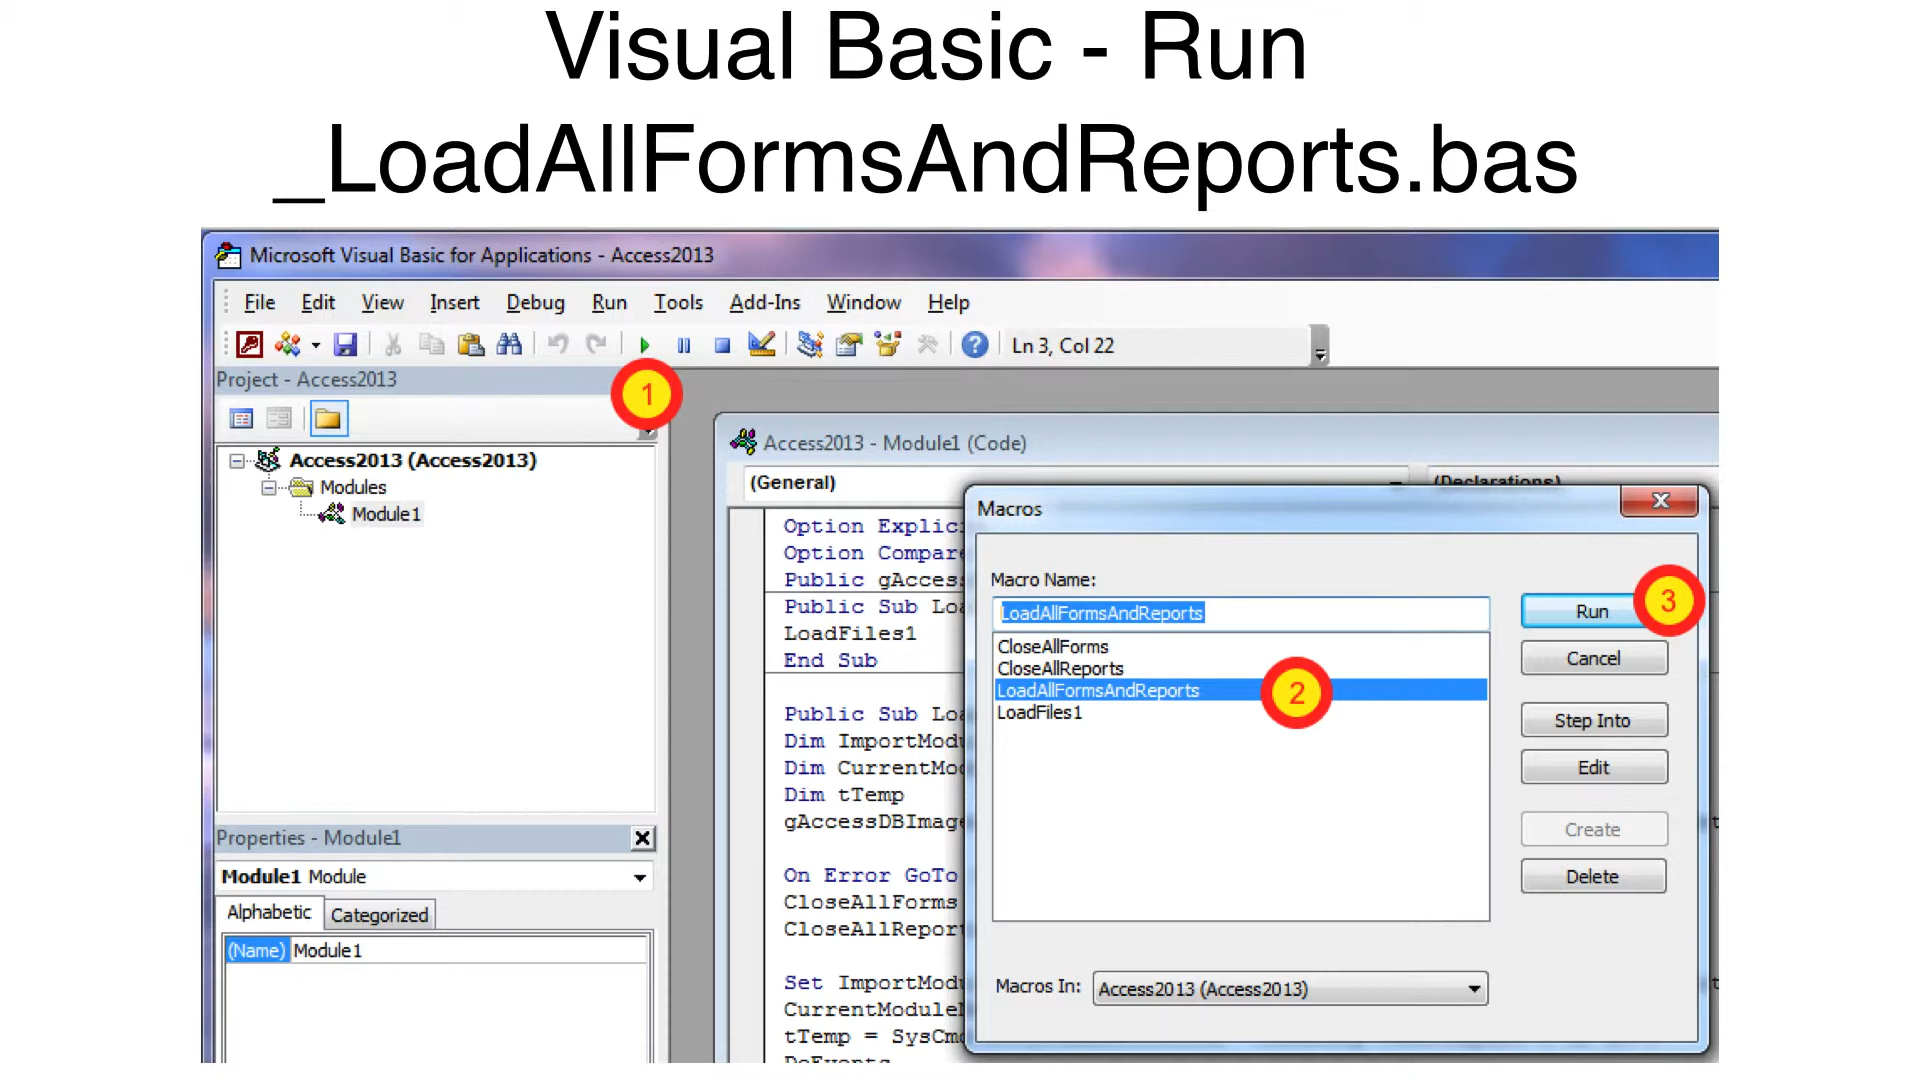 Visual Basic - Run
_LoadAllFormsAndReports.bas
Microsoft Visual Basic for Applications - Access2013
File Edit View Insert Debug Run Tools Add-Ins Window Help
Ln 3, Col 22
Project - Access2013
1
Access2013 (Access2013)
Modules
Module1
Properties - Module1
Module1 Module
Alphabetic Categorized
(Name) Module1
Access2013 - Module1 (Code)
(General) (Declarations)
Option Explic
Option Compar
Public gAcces
Public Sub Lo
LoadFiles1
End Sub
Public Sub Lo
Dim ImportMod
Dim CurrentMo
Dim tTemp
gAccessDBImag
On Error GoTo
CloseAllForms
CloseAllRepor
Set ImportMod
CurrentModule
tTemp = SysCm
DoEvents
Macros
Macro Name:
LoadAllFormsAndReports
CloseAllForms
CloseAllReports
LoadAllFormsAndReports
LoadFiles1
2
Run
3
Cancel
Step Into
Edit
Create
Delete
Macros In: Access2013 (Access2013)